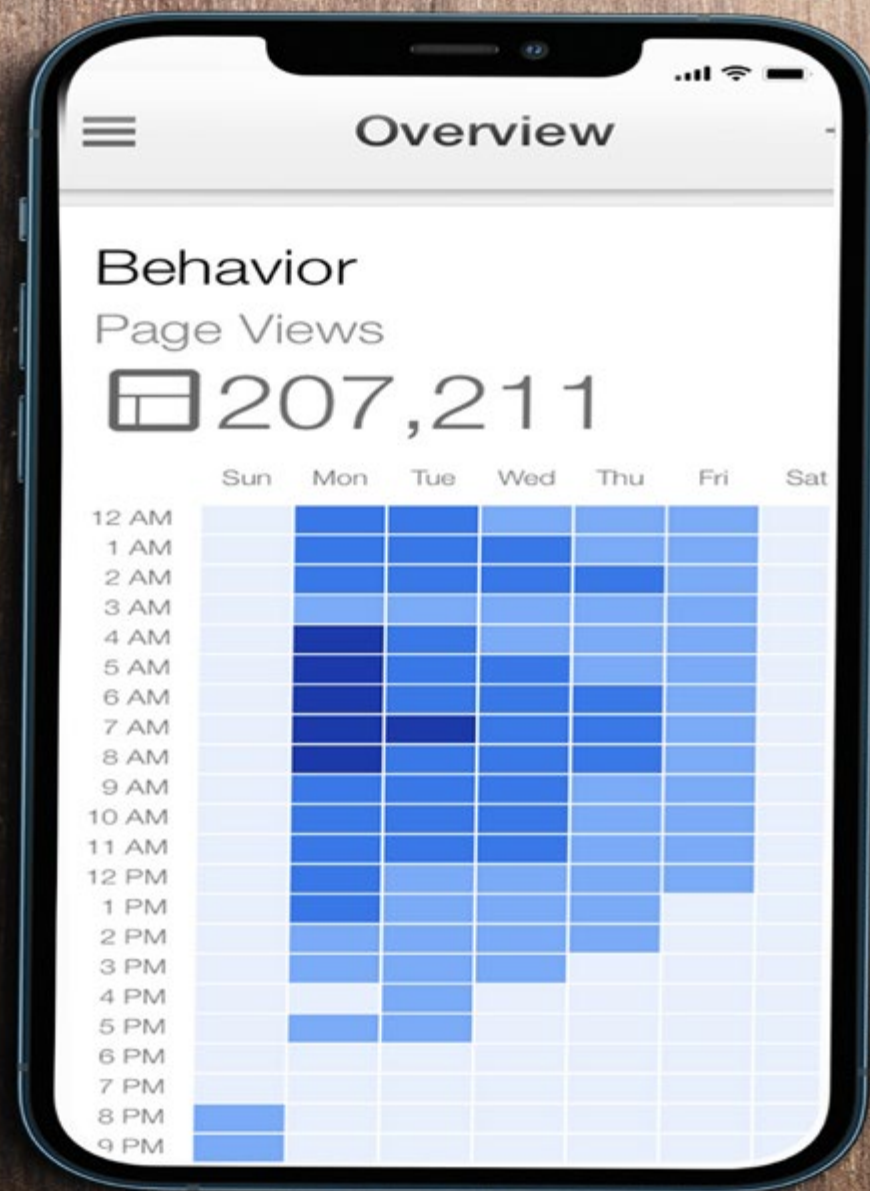 Overview
Behavior
Page Views
207,211
Sun Mon Tue Wed Thu Fri Sat
12 AM
1 AM
2 AM
3 AM
4 AM
5 AM
6 AM
7 AM
8 AM
9 AM
10 AM
11 AM
12 PM
1 PM
2 PM
3 PM
4 PM
5 PM
6 PM
7 PM
8 PM
9 PM